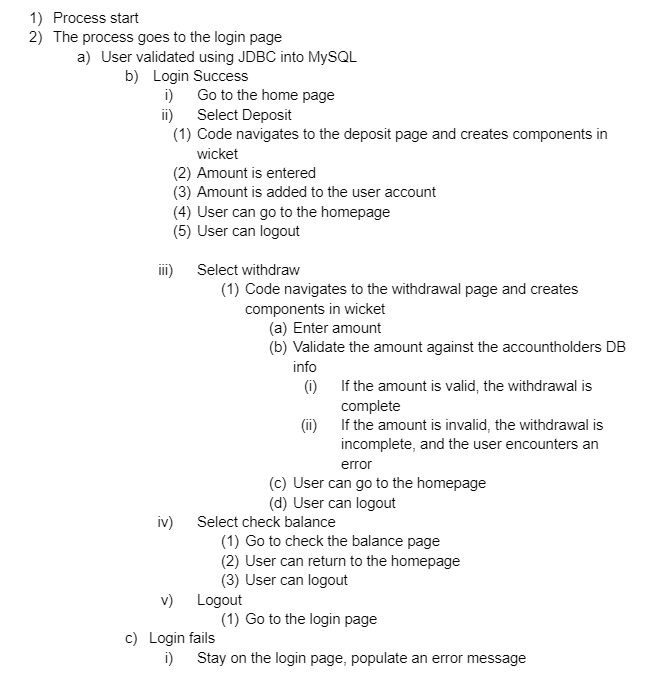 1) Process start
2) The process goes to the login page
a) User validated using JDBC into MySQL
b) Login Success
i) Go to the home page
ii) Select Deposit
(1) Code navigates to the deposit page and creates components in
wicket
(2) Amount is entered
(3) Amount is added to the user account
(4) User can go to the homepage
(5) User can logout
iii) Select withdraw
(1) Code navigates to the withdrawal page and creates
components in wicket
(a) Enter amount
(b) Validate the amount against the accountholders DB
info
(i) If the amount is valid, the withdrawal is
complete
(ii) If the amount is invalid, the withdrawal is
incomplete, and the user encounters an
error
(c) User can go to the homepage
(d) User can logout
iv) Select check balance
(1) Go to check the balance page
(2) User can return to the homepage
(3) User can logout
v) Logout
(1) Go to the login page
c) Login fails
i) Stay on the login page, populate an error message